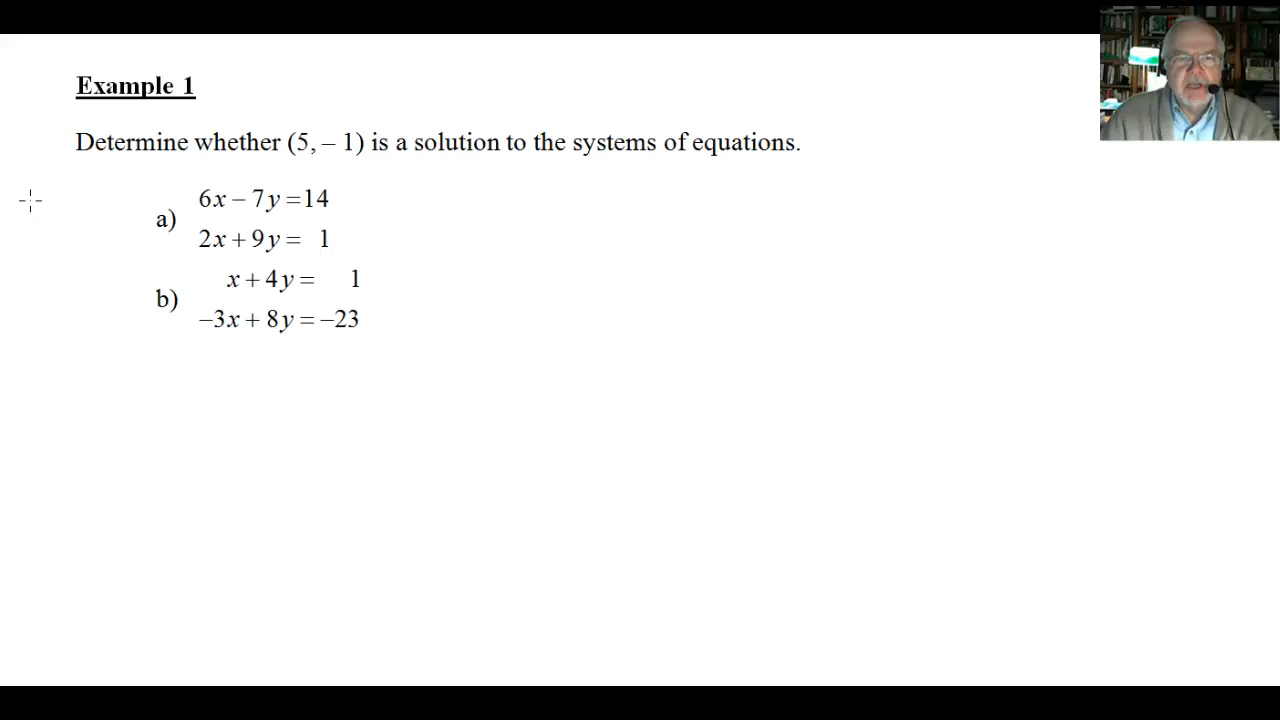 Example 1
Determine whether (5, – 1) is a solution to the systems of equations.
a)
6x – 7y =14
2x + 9y = 1
b)
x + 4y = 1
–3x + 8y = –23